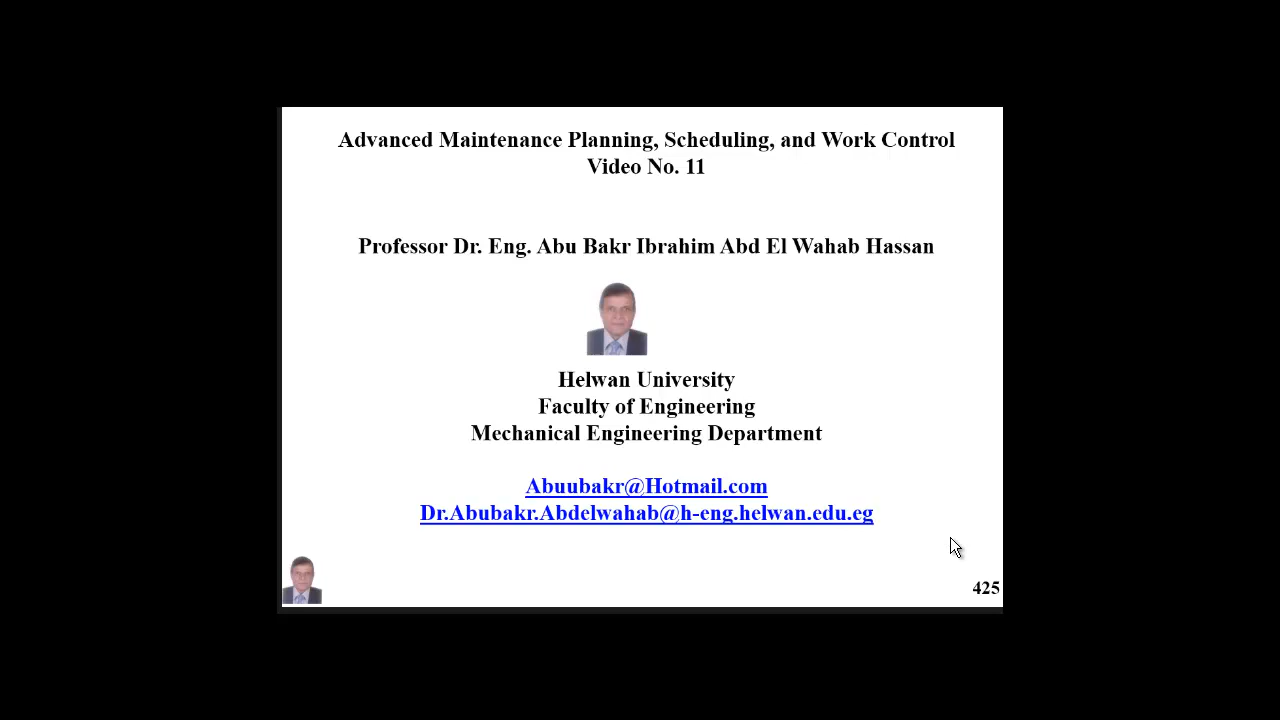 Advanced Maintenance Planning, Scheduling, and Work Control
Video No. 11
Professor Dr. Eng. Abu Bakr Ibrahim Abd El Wahab Hassan
Helwan University
Faculty of Engineering
Mechanical Engineering Department
Abuubakr@Hotmail.com
Dr.Abubakr.Abdelwahab@h-eng.helwan.edu.eg
425